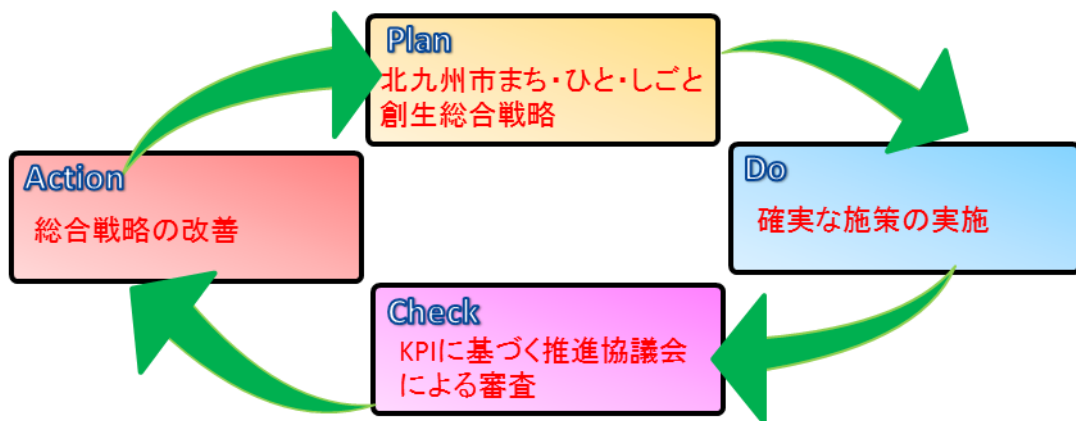 Plan
北九州市まち・ひと・しごと
創生総合戦略
Action
総合戦略の改善
Do
確実な施策の実施
Check
KPIに基づく推進協議会
による審査